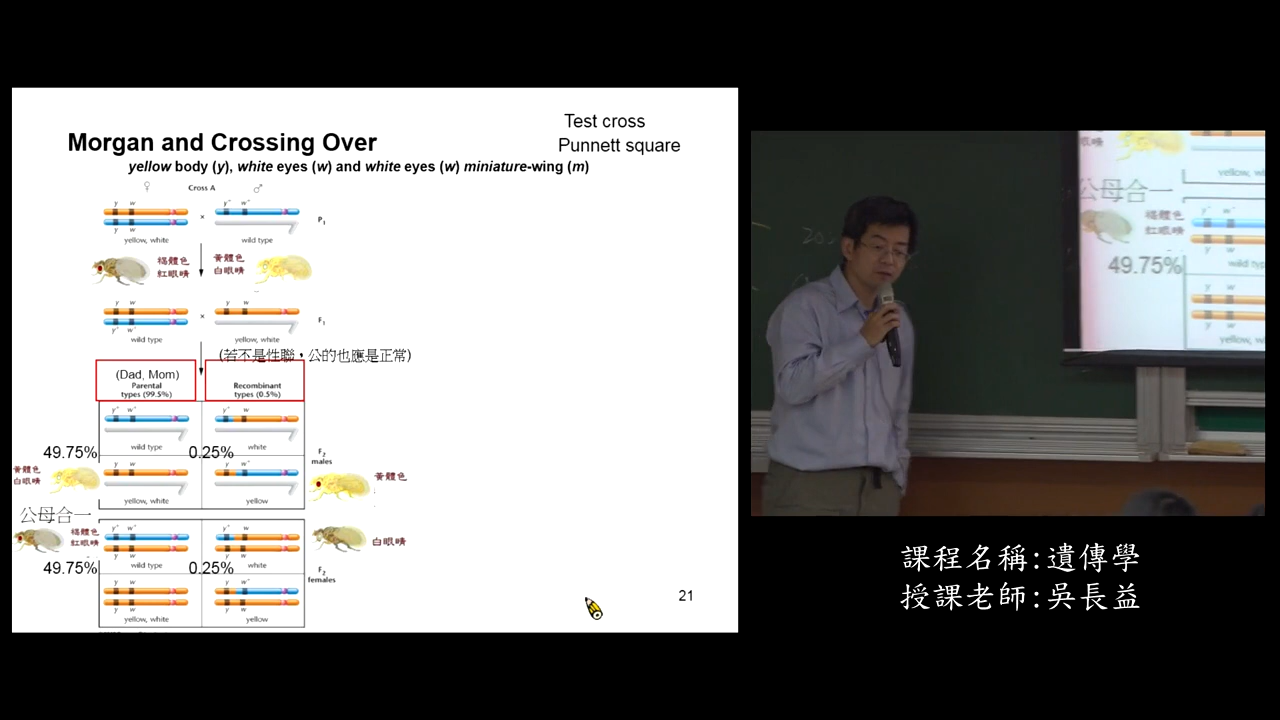 Test cross
Punnett square
Morgan and Crossing Over
yellow body (y), white eyes (w) and white eyes (w) miniature-wing (m)
♀ Cross A ♂
y w y⁺ w⁺
× P₁
y w
yellow, white wild type
褐體色
紅眼睛
黃體色
白眼睛
y w y w
× F₁
y⁺ w⁺
wild type yellow, white
(若不是性聯，公的也應是正常)
(Dad, Mom)
Parental
types (99.5%)
Recombinant
types (0.5%)
y⁺ w⁺ y⁺ w
wild type white
49.75% 0.25%
F₂
males
黃體色
白眼睛
y w y w⁺
黃體色
yellow, white yellow
公母合一
褐體色
紅眼睛
y⁺ w⁺ y⁺ w
白眼睛
y w y w
wild type white
49.75% 0.25%
F₂
females
y w y w⁺
y w y w
yellow, white yellow
21
公母合一
褐體色
紅眼睛
49.75%
課程名稱:遺傳學
授課老師:吳長益